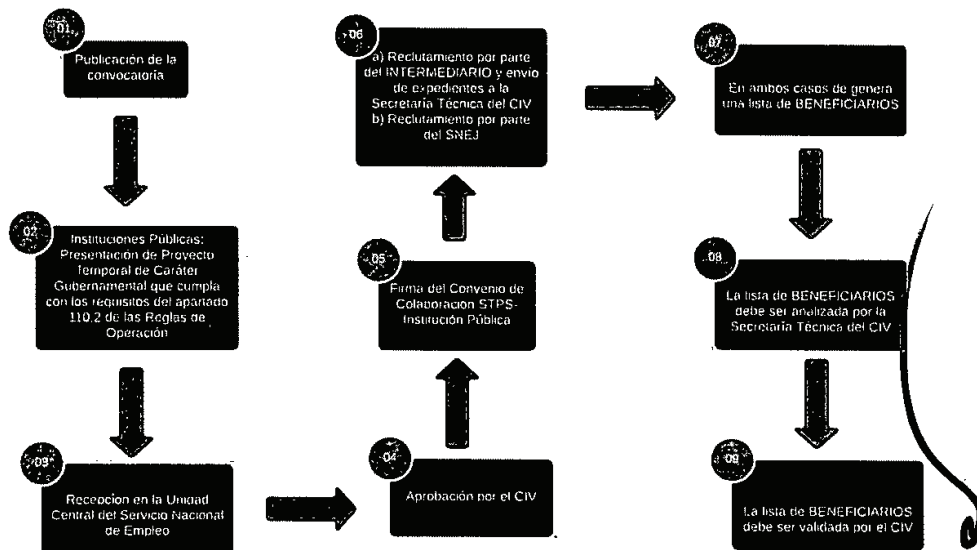 01
Publicación de la
convocatoria
02
Instituciones Públicas:
Presentación de Proyecto
Temporal de Caráter
Gubernamental que cumpla
con los requisitos del apartado
110.2 de las Reglas de
Operación
03
Recepción en la Unidad
Central del Servicio Nacional
de Empleo
04
Aprobación por el CIV
05
Firma del Convenio de
Colaboración STPS-
Institución Pública
06
a) Reclutamiento por parte
del INTERMEDIARIO y envío
de expedientes a la
Secretaría Técnica del CIV
b) Reclutamiento por parte
del SNEJ
07
En ambos casos de genera
una lista de BENEFICIARIOS
08
La lista de BENEFICIARIOS
debe ser analizada por la
Secretaría Técnica del CIV
09
La lista de BENEFICIARIOS
debe ser validada por el CIV